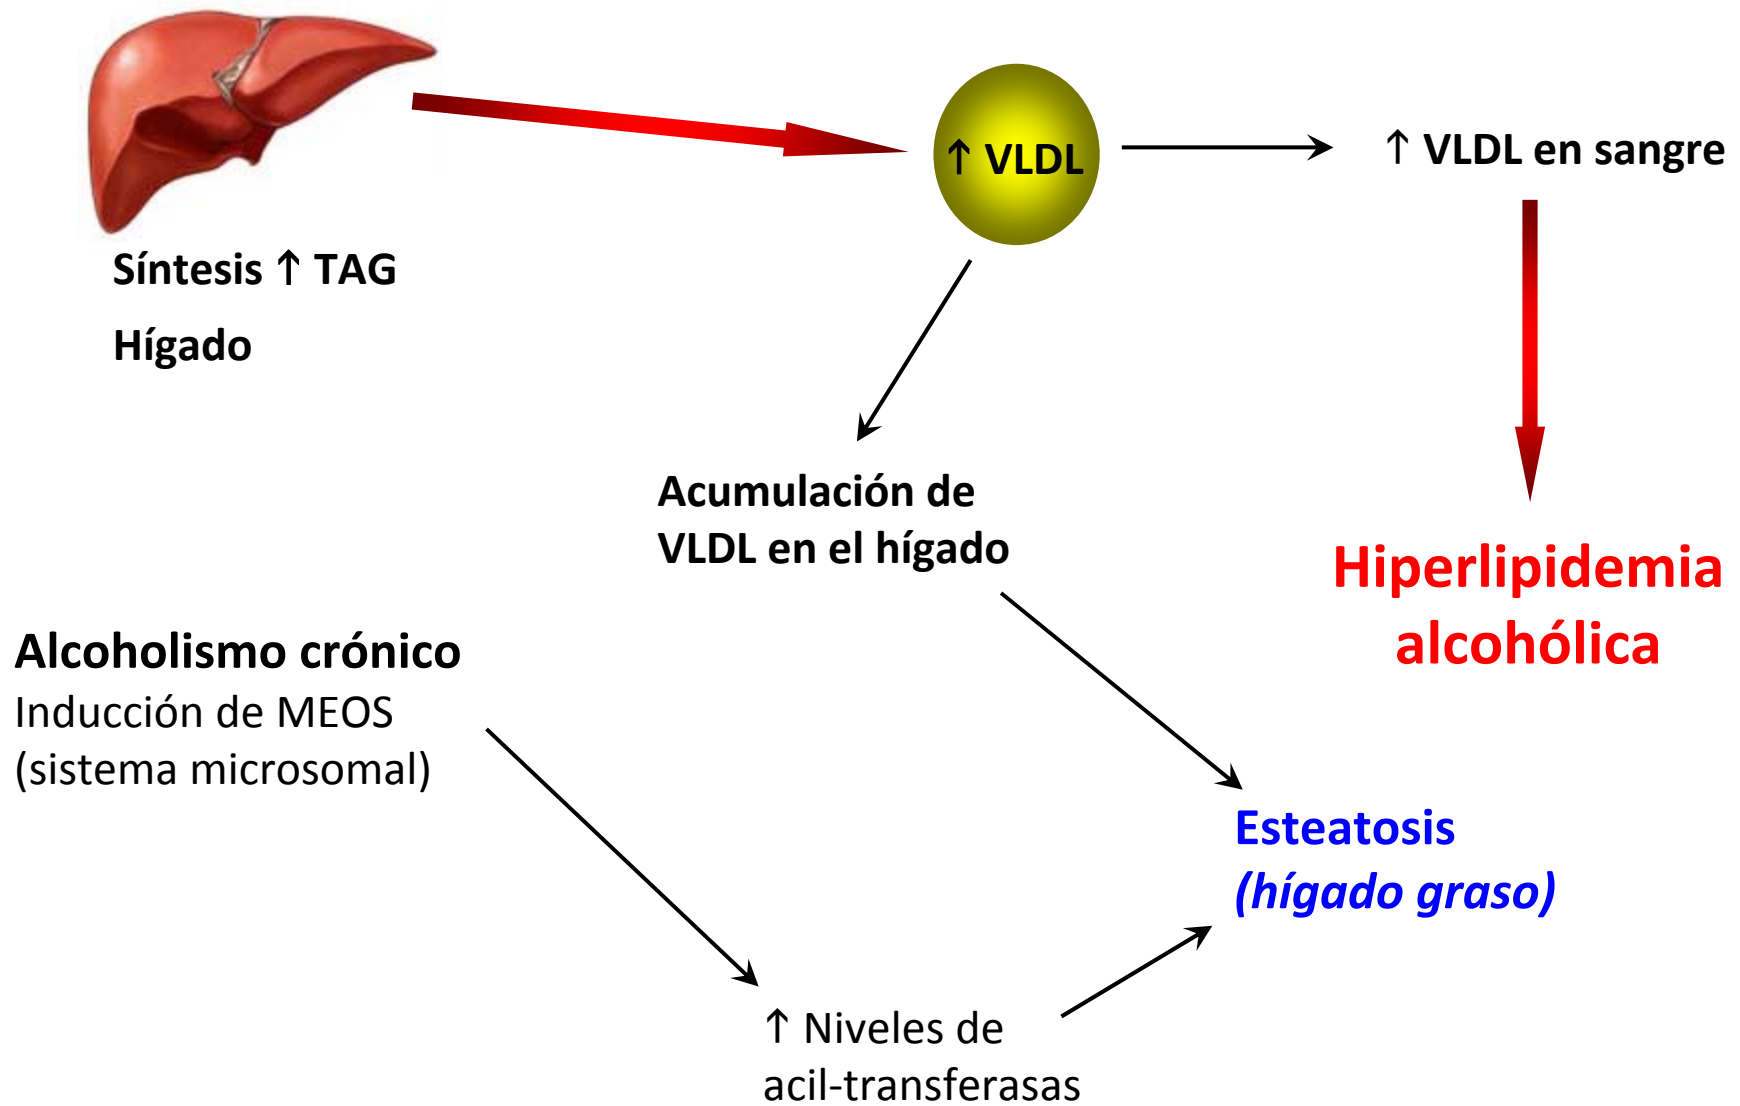 ↑ VLDL
↑ VLDL en sangre
Síntesis ↑ TAG
Hígado
Acumulación de
VLDL en el hígado
Hiperlipidemia
alcohólica
Alcoholismo crónico
Inducción de MEOS
(sistema microsomal)
Esteatosis
(hígado graso)
↑ Niveles de
acil-transferasas